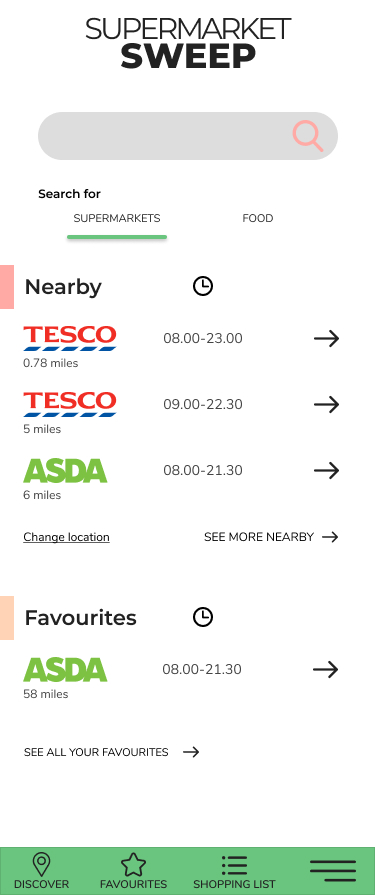 SUPERMARKET
SWEEP
Search for
SUPERMARKETS FOOD
Nearby
TESCO 08.00-23.00
0.78 miles
TESCO 09.00-22.30
5 miles
ASDA 08.00-21.30
6 miles
Change location SEE MORE NEARBY
Favourites
ASDA 08.00-21.30
58 miles
SEE ALL YOUR FAVOURITES
DISCOVER FAVOURITES SHOPPING LIST